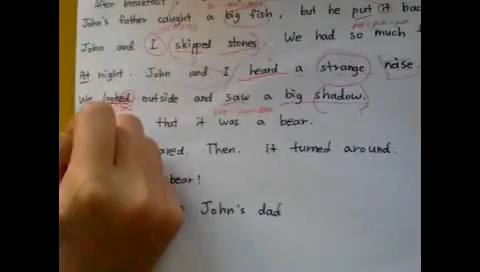 After breakfast
John's father caught a big fish, but he put it bac
John and I skipped stones. We had so much
At night. John and I heard a strange noise
We looked outside and saw a big shadow.
that it was a bear.
ared. Then. it turned around.
bear!
John's dad